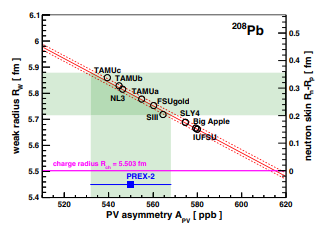 208Pb
6.1
6
5.9
5.8
5.7
5.6
5.5
5.4
weak radius RW [ fm ]
0.5
0.4
0.3
0.2
0.1
0
neutron skin Rn-Rp [ fm ]
TAMUc
TAMUb
NL3
TAMUa
FSUgold
SIII
SLY4
Big Apple
IUFSU
charge radius Rch = 5.503 fm
PREX-2
520
540
560
580
600
620
PV asymmetry APV [ ppb ]